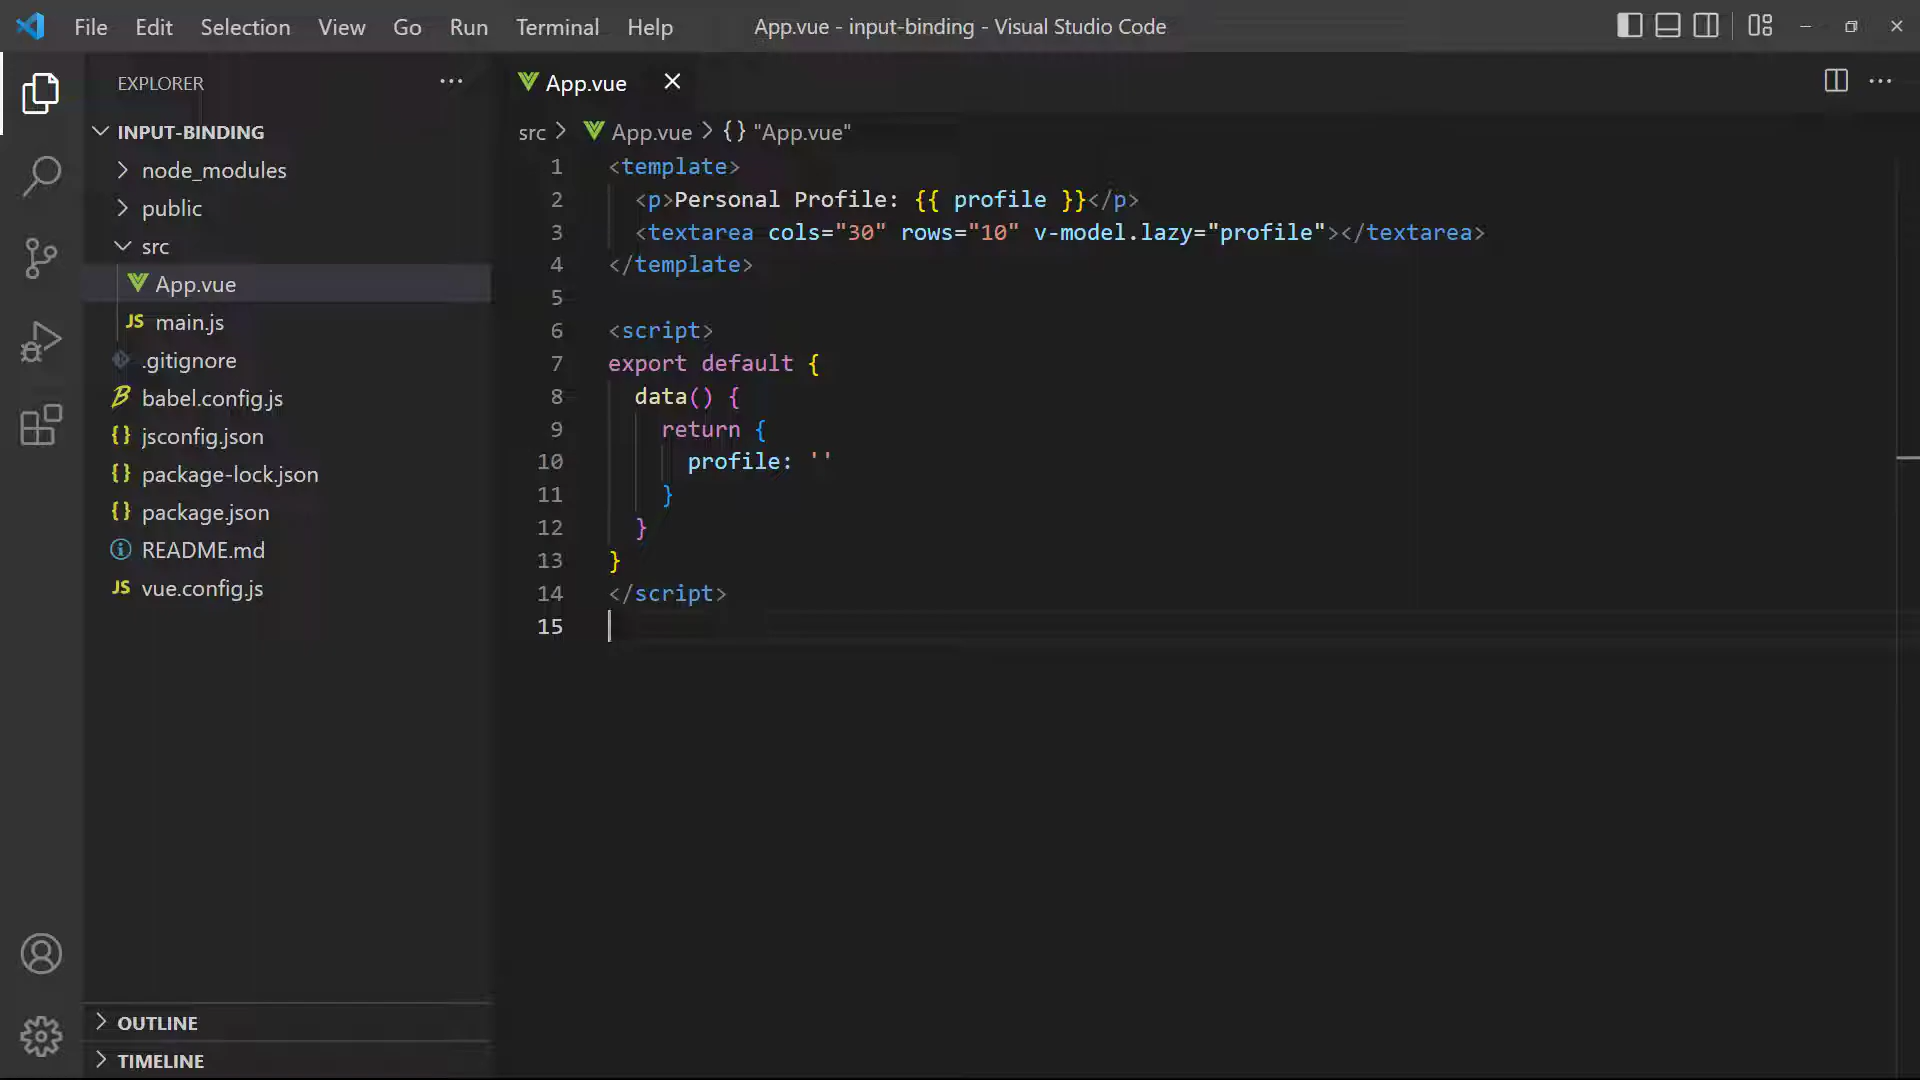 File Edit Selection View Go Run Terminal Help App.vue - input-binding - Visual Studio Code
EXPLORER
INPUT-BINDING
node_modules
public
src
App.vue
JS main.js
.gitignore
babel.config.js
{} jsconfig.json
{} package-lock.json
{} package.json
README.md
JS vue.config.js
OUTLINE
TIMELINE
App.vue
src > App.vue > {} "App.vue"
1 <template>
2   <p>Personal Profile: {{ profile }}</p>
3   <textarea cols="30" rows="10" v-model.lazy="profile"></textarea>
4 </template>
5
6 <script>
7 export default {
8   data() {
9     return {
10       profile: ''
11     }
12   }
13 }
14 </script>
15